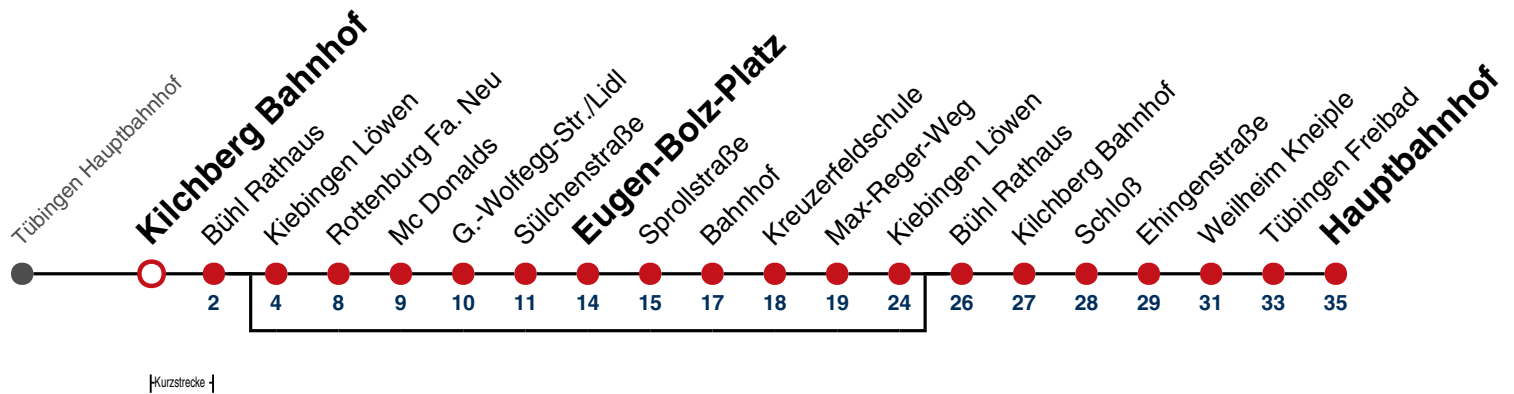 Tübingen Hauptbahnhof
Kilchberg Bahnhof
Bühl Rathaus
Kiebingen Löwen
Rottenburg Fa. Neu
Mc Donalds
G.-Wolfegg-Str./Lidl
Sülchenstraße
Eugen-Bolz-Platz
Sprollstraße
Bahnhof
Kreuzerfeldschule
Max-Reger-Weg
Kiebingen Löwen
Bühl Rathaus
Kilchberg Bahnhof
Schloß
Ehingenstraße
Weilheim Kneiple
Tübingen Freibad
Hauptbahnhof
2 4 8 9 10 11 14 15 17 18 19 24 26 27 28 29 31 33 35
Kurzstrecke